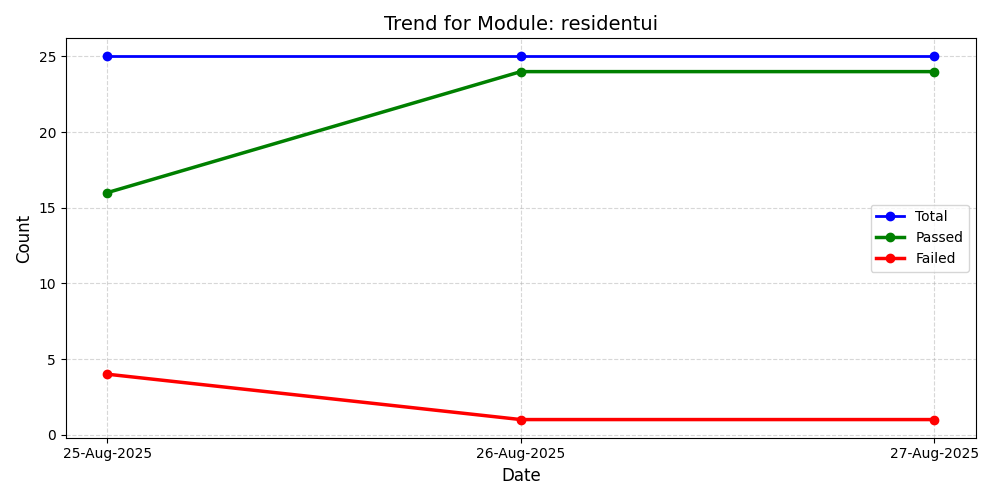 Trend for Module: residentui
Count
25
20
15
10
5
0
Total
Passed
Failed
25-Aug-2025
26-Aug-2025
27-Aug-2025
Date